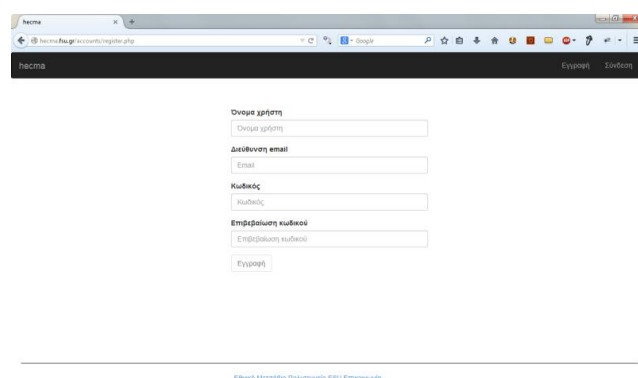 hecma
hecma.fsu.gr/accounts/register.php
Google
hecma
Εγγραφή Σύνδεση
Όνομα χρήστη
Όνομα χρήστη
Διεύθυνση email
Email
Κωδικός
Κωδικός
Επιβεβαίωση κωδικού
Επιβεβαίωση κωδικού
Εγγραφή